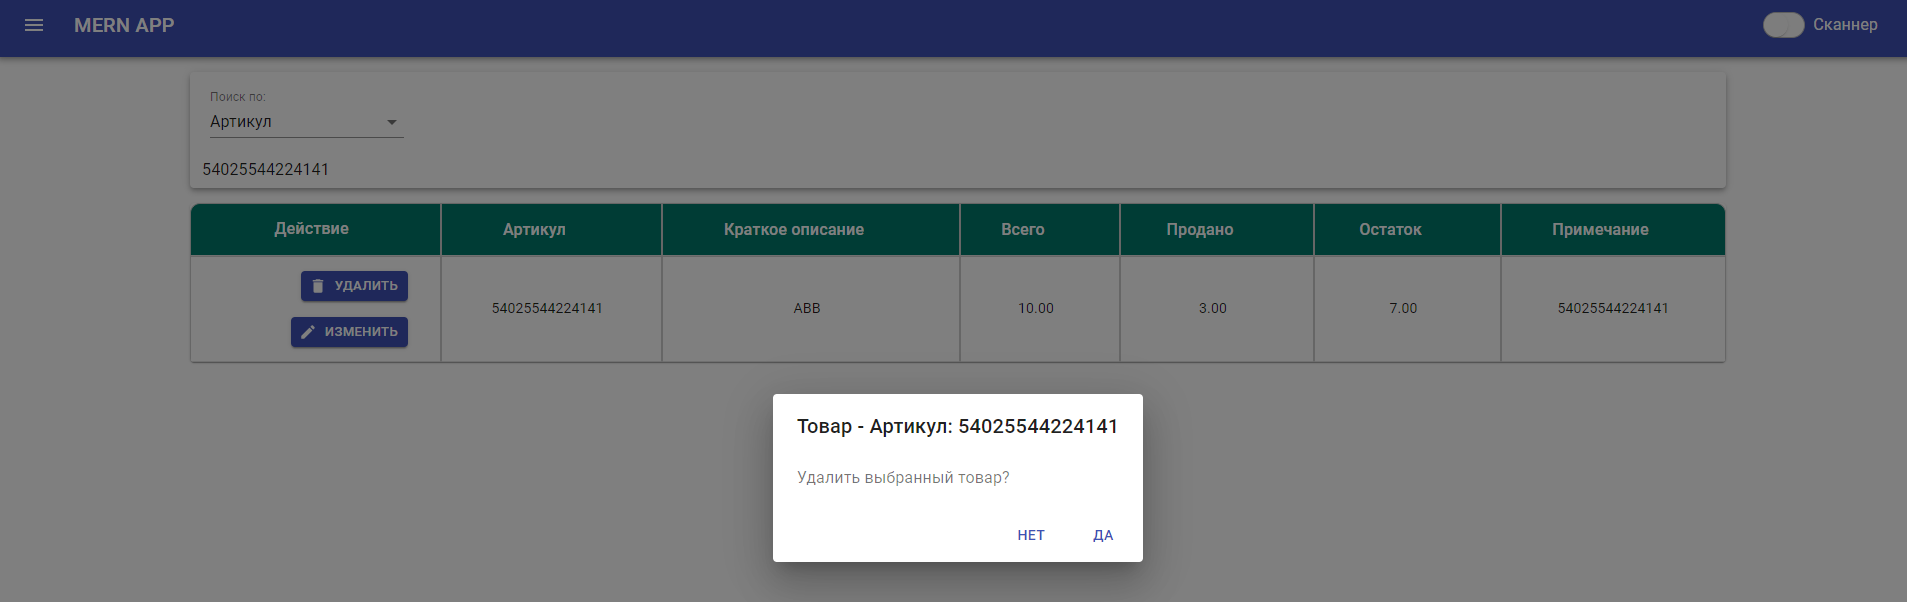 MERN APP
Сканнер
Поиск по:
Артикул
54025544224141
Действие Артикул Краткое описание Всего Продано Остаток Примечание
УДАЛИТЬ
54025544224141 ABB 10.00 3.00 7.00 54025544224141
ИЗМЕНИТЬ
Товар - Артикул: 54025544224141
Удалить выбранный товар?
НЕТ ДА